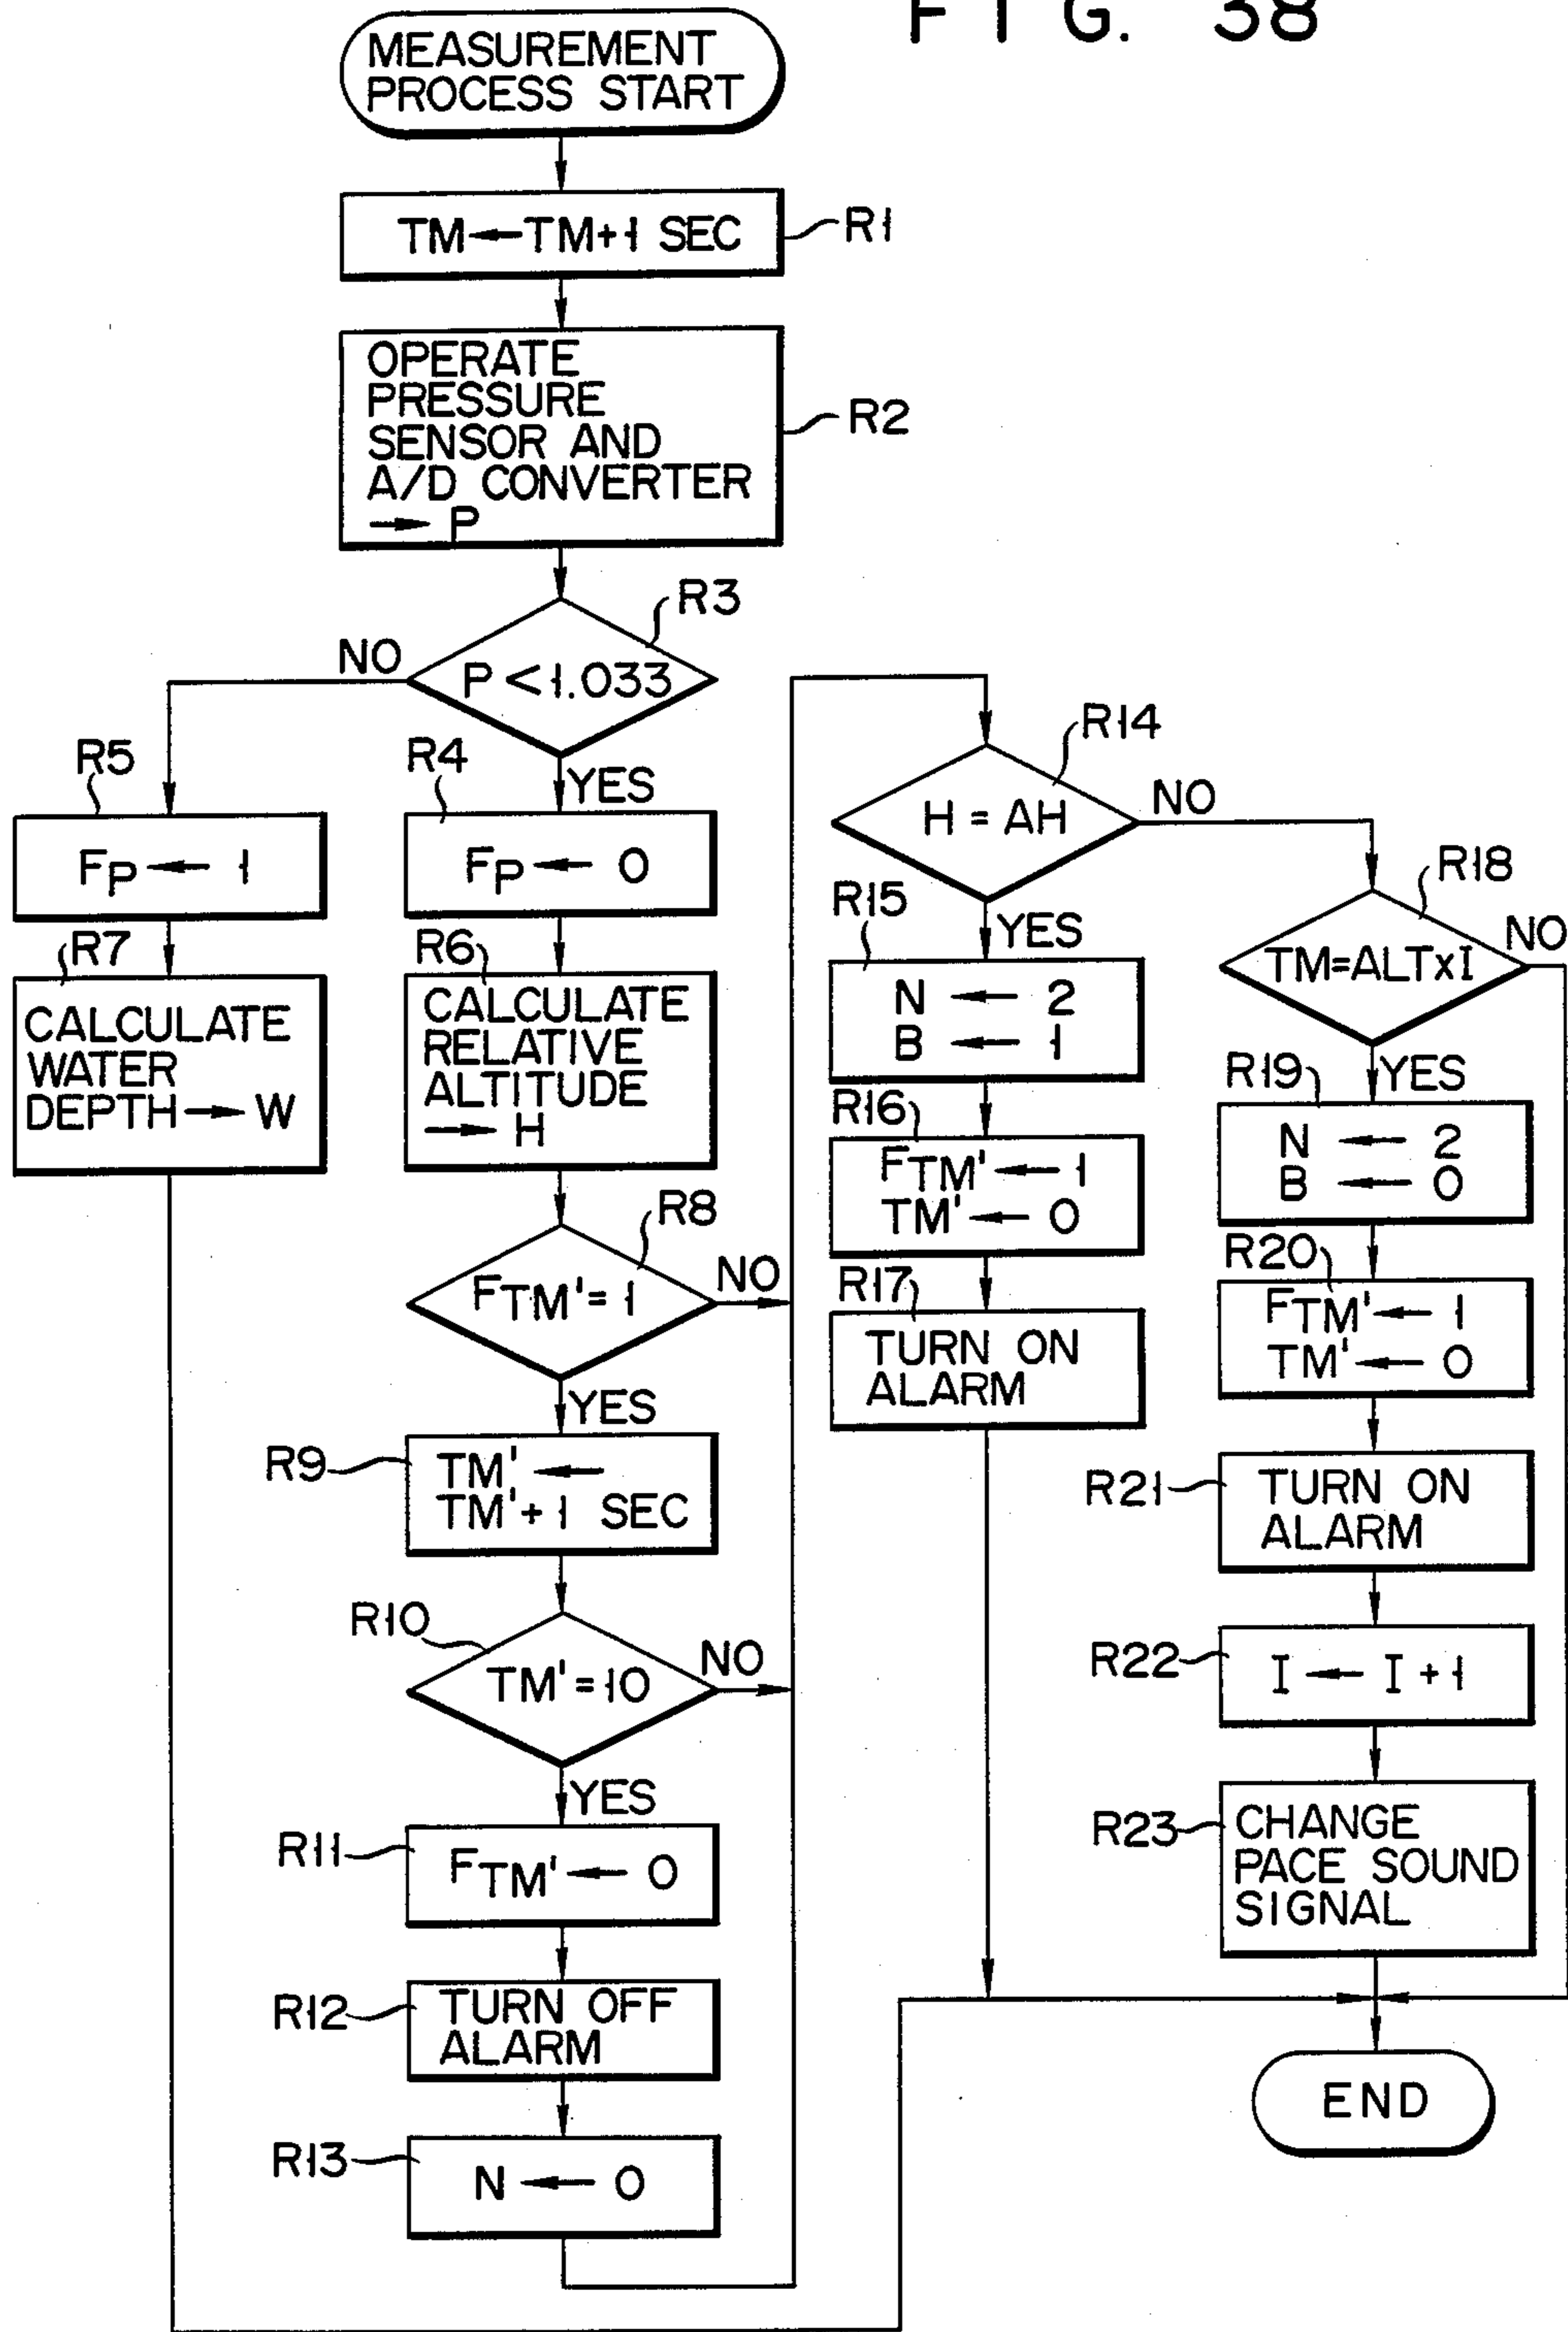 FIG. 38
MEASUREMENT
PROCESS START
TM←TM+1 SEC
R1
OPERATE
PRESSURE
SENSOR AND
A/D CONVERTER
→ P
R2
R3
P < 1.033
NO
YES
R5
FP ← 1
R4
FP ← 0
R7
CALCULATE
WATER
DEPTH → W
R6
CALCULATE
RELATIVE
ALTITUDE
→ H
R8
FTM' = 1
NO
YES
R9
TM' ←
TM' + 1 SEC
R10
TM' = 10
NO
YES
R11
FTM' ← 0
R12
TURN OFF
ALARM
R13
N ← 0
R14
H = AH
NO
YES
R15
N ← 2
B ← 1
R16
FTM' ← 1
TM' ← 0
R17
TURN ON
ALARM
R18
TM=ALTxI
NO
YES
R19
N ← 2
B ← 0
R20
FTM' ← 1
TM' ← 0
R21
TURN ON
ALARM
R22
I ← I + 1
R23
CHANGE
PACE SOUND
SIGNAL
END